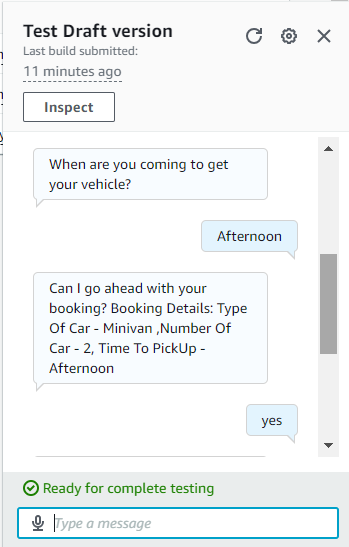 Test Draft version
Last build submitted:
11 minutes ago
Inspect
When are you coming to get
your vehicle?
Afternoon
Can I go ahead with your
booking? Booking Details: Type
Of Car - Minivan ,Number Of
Car - 2, Time To PickUp -
Afternoon
yes
Ready for complete testing
Type a message